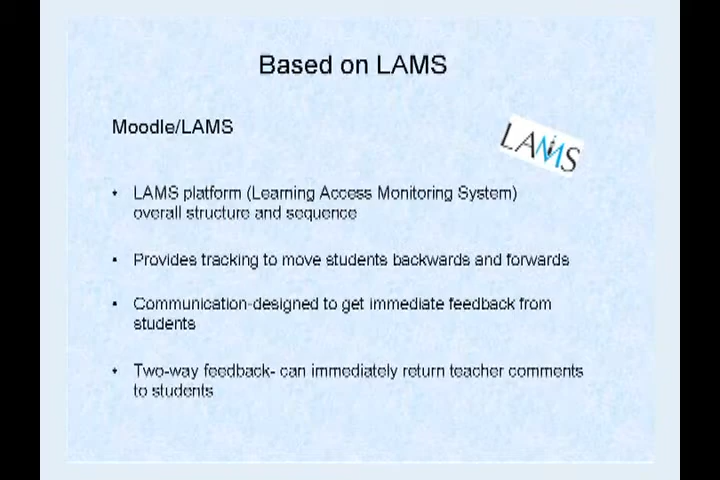 Based on LAMS
Moodle/LAMS
LAMS
• LAMS platform (Learning Access Monitoring System)
overall structure and sequence
• Provides tracking to move students backwards and forwards
• Communication-designed to get immediate feedback from
students
• Two-way feedback- can immediately return teacher comments
to students